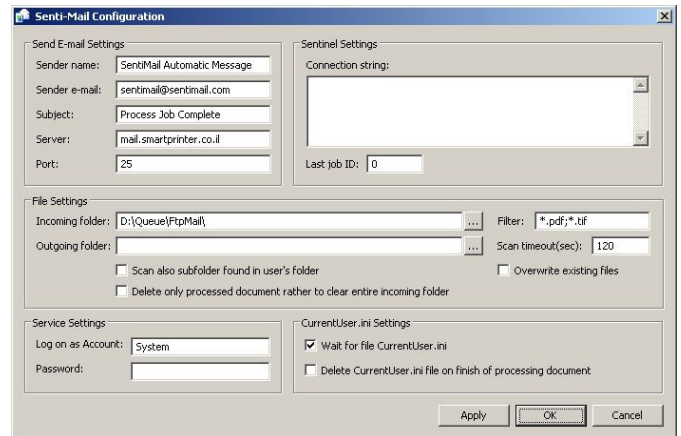 Senti-Mail Configuration
Send E-mail Settings
Sender name: SentiMail Automatic Message
Sender e-mail: sentimail@sentimail.com
Subject: Process Job Complete
Server: mail.smartprinter.co.il
Port: 25
Sentinel Settings
Connection string:
Last job ID: 0
File Settings
Incoming folder: D:\Queue\FtpMail\ ... Filter: *.pdf;*.tif
Outgoing folder: ... Scan timeout(sec): 120
Scan also subfolder found in user's folder Overwrite existing files
Delete only processed document rather to clear entire incoming folder
Service Settings
Log on as Account: System
Password:
CurrentUser.ini Settings
Wait for file CurrentUser.ini
Delete CurrentUser.ini file on finish of processing document
Apply OK Cancel